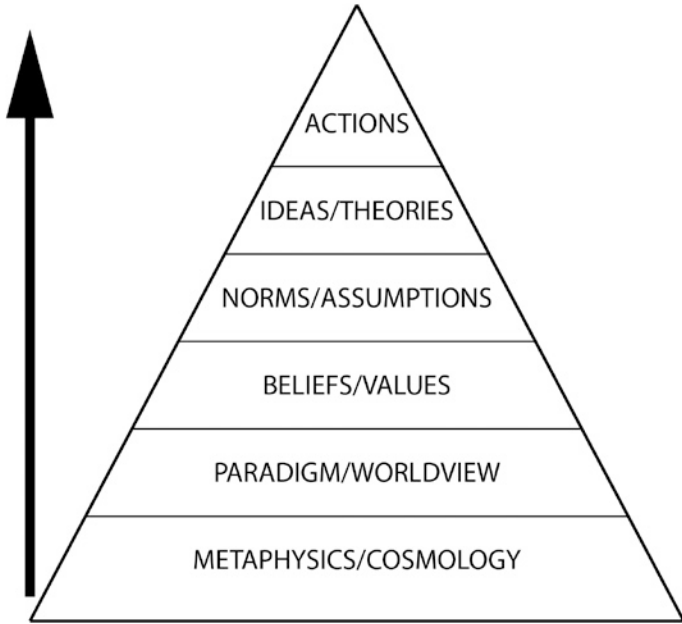 ACTIONS
IDEAS/THEORIES
NORMS/ASSUMPTIONS
BELIEFS/VALUES
PARADIGM/WORLDVIEW
METAPHYSICS/COSMOLOGY